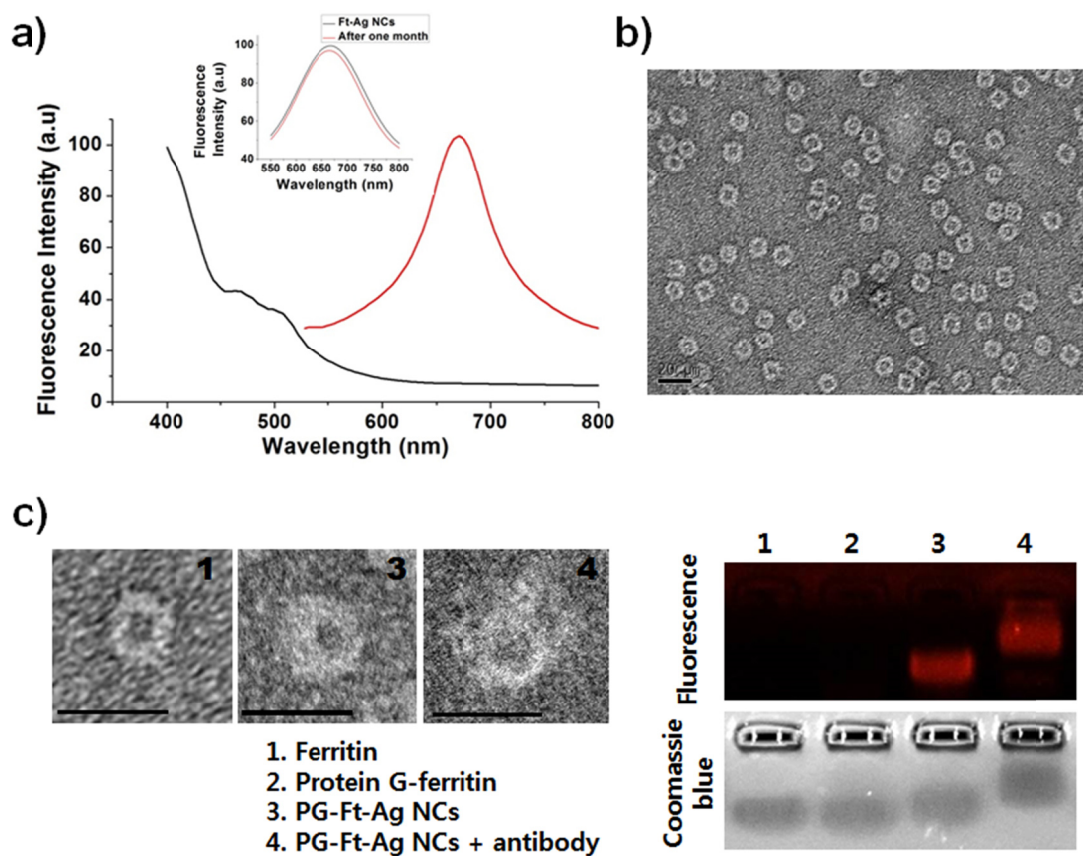 a)
Fluorescence Intensity (a.u)
100
80
60
40
20
0
400
500
600
700
800
Wavelength (nm)
Fluorescence
Intensity (a.u)
100
80
60
40
Ft-Ag NCs
After one month
550
600
650
700
750
800
Wavelength (nm)
b)
c)
1
3
4
1. Ferritin
2. Protein G-ferritin
3. PG-Ft-Ag NCs
4. PG-Ft-Ag NCs + antibody
1
2
3
4
Fluorescence
Coomassie
blue